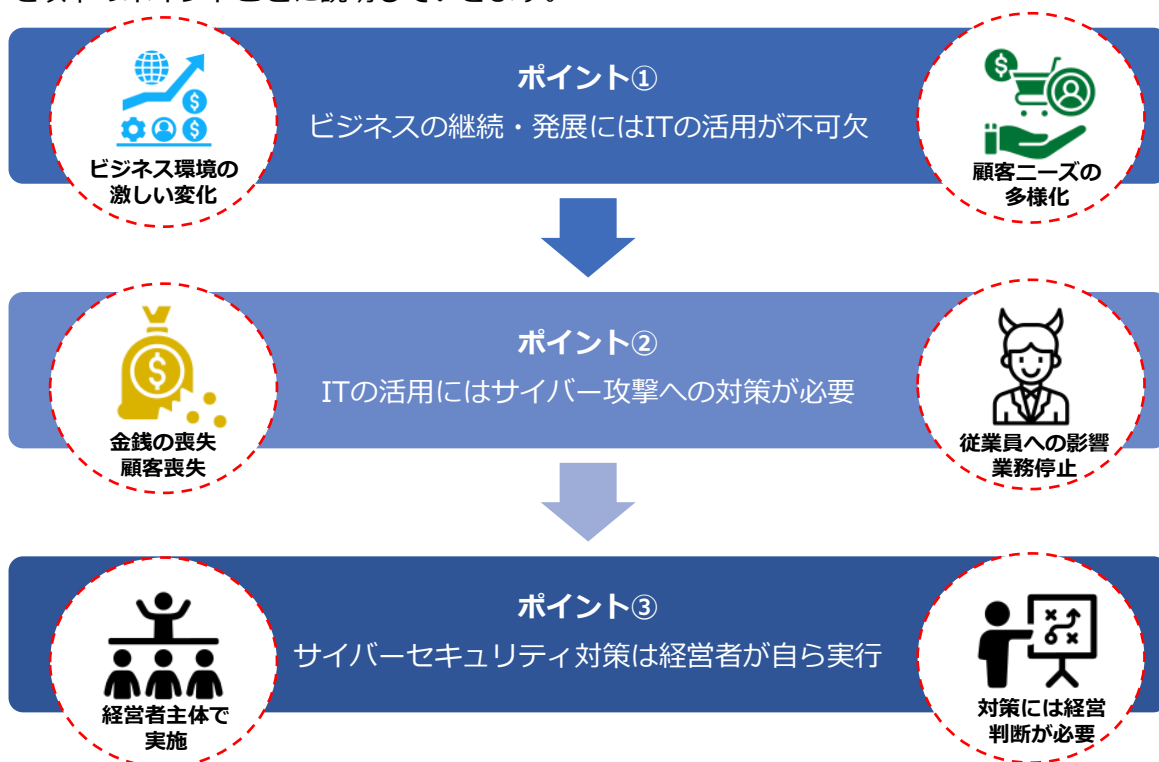 ポイント①
ビジネスの継続・発展にはITの活用が不可欠
ビジネス環境の
激しい変化
顧客ニーズの
多様化
ポイント②
ITの活用にはサイバー攻撃への対策が必要
金銭の喪失
顧客喪失
従業員への影響
業務停止
ポイント③
サイバーセキュリティ対策は経営者が自ら実行
経営者主体で
実施
対策には経営
判断が必要